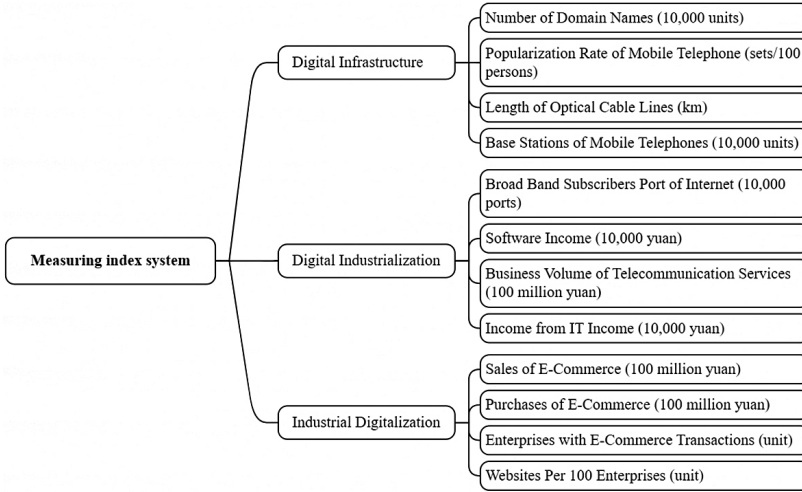 Measuring index system
Digital Infrastructure
Number of Domain Names (10,000 units)
Popularization Rate of Mobile Telephone (sets/100
persons)
Length of Optical Cable Lines (km)
Base Stations of Mobile Telephones (10,000 units)
Digital Industrialization
Broad Band Subscribers Port of Internet (10,000
ports)
Software Income (10,000 yuan)
Business Volume of Telecommunication Services
(100 million yuan)
Income from IT Income (10,000 yuan)
Industrial Digitalization
Sales of E-Commerce (100 million yuan)
Purchases of E-Commerce (100 million yuan)
Enterprises with E-Commerce Transactions (unit)
Websites Per 100 Enterprises (unit)